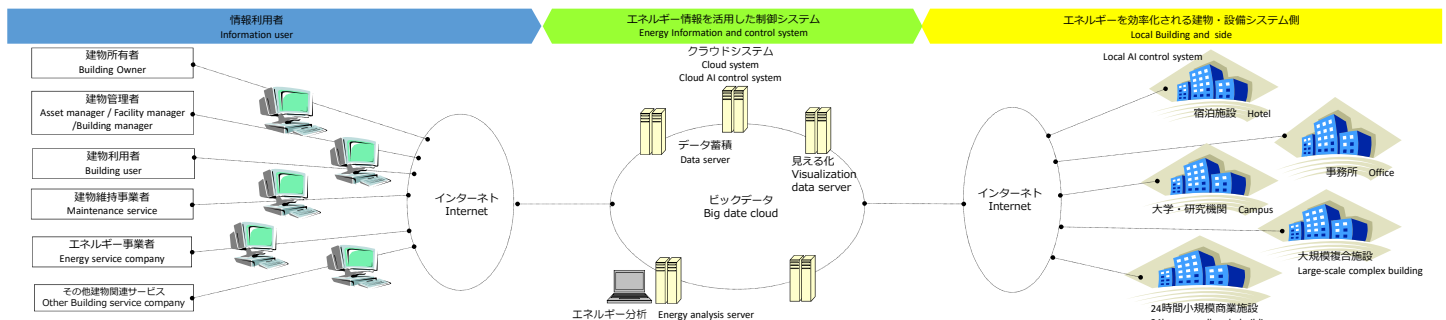 情報利用者
Information user
エネルギー情報を活用した制御システム
Energy Information and control system
エネルギーを効率化される建物・設備システム側
Local Building and side
建物所有者
Building Owner
建物管理者
Asset manager / Facility manager
/Building manager
建物利用者
Building user
建物維持事業者
Maintenance service
エネルギー事業者
Energy service company
その他建物関連サービス
Other Building service company
インターネット
Internet
クラウドシステム
Cloud system
Cloud AI control system
データ蓄積
Data server
見える化
Visualization
data server
ビックデータ
Big date cloud
エネルギー分析 Energy analysis server
インターネット
Internet
Local AI control system
宿泊施設 Hotel
事務所 Office
大学・研究機関 Campus
大規模複合施設
Large-scale complex building
24時間小規模商業施設